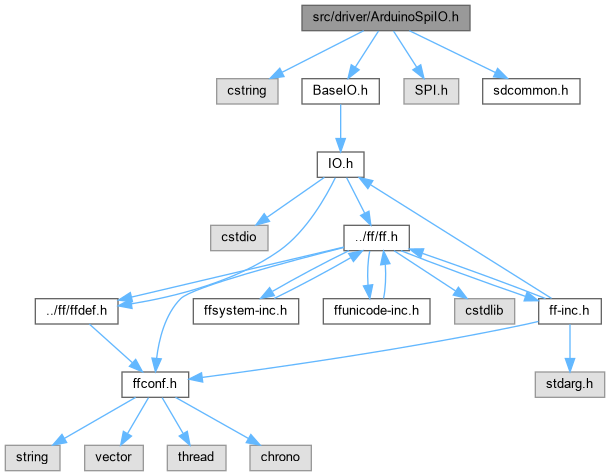 src/driver/ArduinoSpiIO.h
cstring
BaseIO.h
SPI.h
sdcommon.h
IO.h
cstdio
../ff/ff.h
../ff/ffdef.h
ffsystem-inc.h
ffunicode-inc.h
cstdlib
ff-inc.h
ffconf.h
stdarg.h
string
vector
thread
chrono